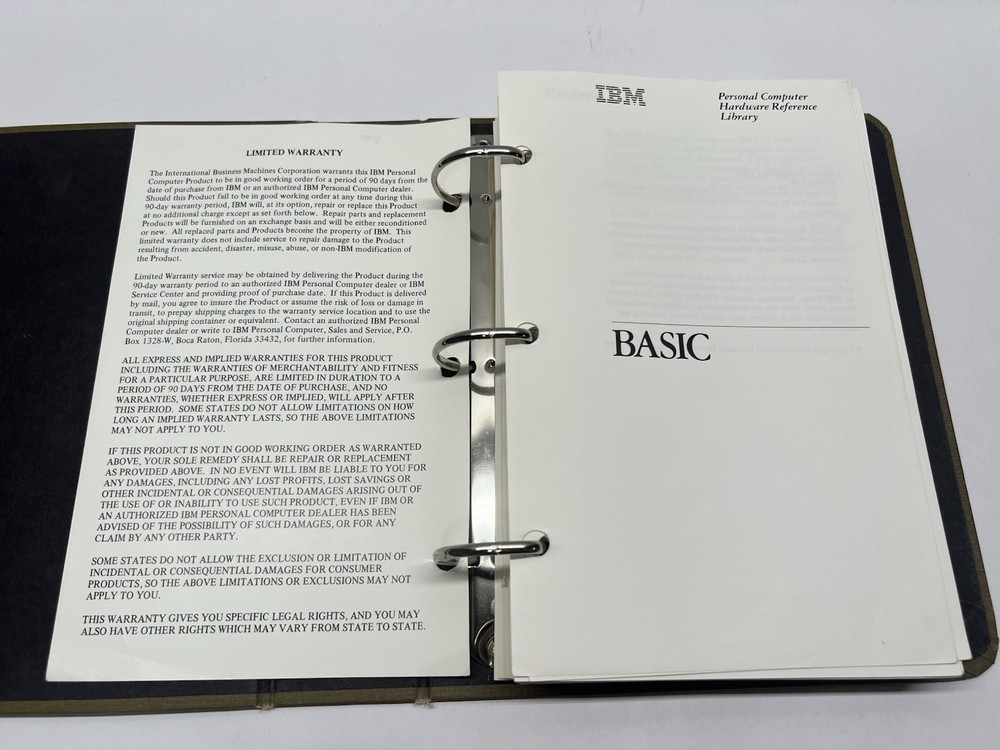 LIMITED WARRANTY
The International Business Machines Corporation warrants this IBM Personal
Computer Product to be in good working order for a period of 90 days from the
date of purchase from IBM or an authorized IBM Personal Computer dealer.
Should this Product fail to be in good working order at any time during this
90-day warranty period, IBM will, at its option, repair or replace this Product
at no additional charge except as set forth below. Repair parts and replacement
Products will be furnished on an exchange basis and will be either reconditioned
or new. All replaced parts and Products become the property of IBM. This
limited warranty does not include service to repair damage to the Product
resulting from accident, disaster, misuse, abuse, or non-IBM modification of
the Product.
Limited Warranty service may be obtained by delivering the Product during the
90-day warranty period to an authorized IBM Personal Computer dealer or IBM
Service Center and providing proof of purchase date. If this Product is delivered
by mail, you agree to insure the Product or assume the risk of loss or damage in
transit, to prepay shipping charges to the warranty service location and to use the
original shipping container or equivalent. Contact an authorized IBM Personal
Computer dealer or write to IBM Personal Computer, Sales and Service, P.O.
Box 1328-W, Boca Raton, Florida 33432, for further information.
ALL EXPRESS AND IMPLIED WARRANTIES FOR THIS PRODUCT
INCLUDING THE WARRANTIES OF MERCHANTABILITY AND FITNESS
FOR A PARTICULAR PURPOSE, ARE LIMITED IN DURATION TO A
PERIOD OF 90 DAYS FROM THE DATE OF PURCHASE, AND NO
WARRANTIES, WHETHER EXPRESS OR IMPLIED, WILL APPLY AFTER
THIS PERIOD. SOME STATES DO NOT ALLOW LIMITATIONS ON HOW
LONG AN IMPLIED WARRANTY LASTS, SO THE ABOVE LIMITATIONS
MAY NOT APPLY TO YOU.
IF THIS PRODUCT IS NOT IN GOOD WORKING ORDER AS WARRANTED
ABOVE, YOUR SOLE REMEDY SHALL BE REPAIR OR REPLACEMENT
AS PROVIDED ABOVE. IN NO EVENT WILL IBM BE LIABLE TO YOU FOR
ANY DAMAGES, INCLUDING ANY LOST PROFITS, LOST SAVINGS OR
OTHER INCIDENTAL OR CONSEQUENTIAL DAMAGES ARISING OUT OF
THE USE OF OR INABILITY TO USE SUCH PRODUCT, EVEN IF IBM OR
AN AUTHORIZED IBM PERSONAL COMPUTER DEALER HAS BEEN
ADVISED OF THE POSSIBILITY OF SUCH DAMAGES, OR FOR ANY
CLAIM BY ANY OTHER PARTY.
SOME STATES DO NOT ALLOW THE EXCLUSION OR LIMITATION OF
INCIDENTAL OR CONSEQUENTIAL DAMAGES FOR CONSUMER
PRODUCTS, SO THE ABOVE LIMITATIONS OR EXCLUSIONS MAY NOT
APPLY TO YOU.
THIS WARRANTY GIVES YOU SPECIFIC LEGAL RIGHTS, AND YOU MAY
ALSO HAVE OTHER RIGHTS WHICH MAY VARY FROM STATE TO STATE.
IBM
Personal Computer
Hardware Reference
Library
BASIC